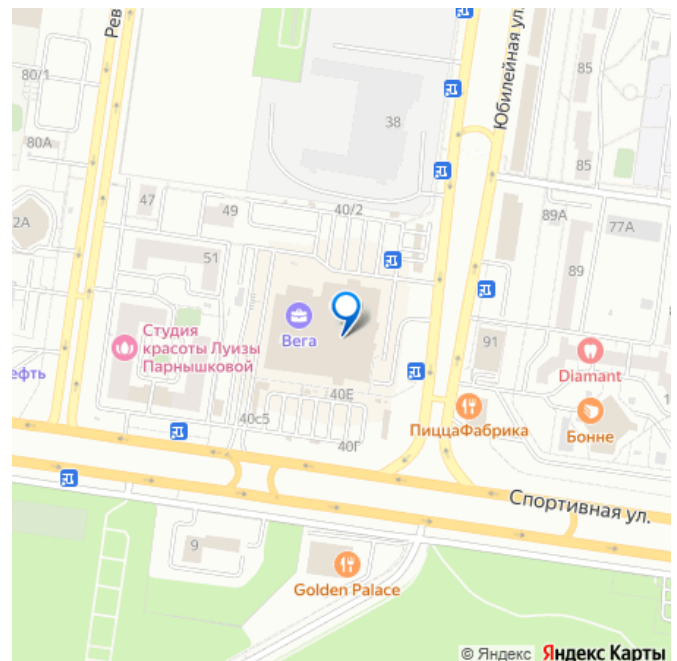 Рев
80/1
80А
2А
38
Юбилейная ул.
85
85
47
49
40/2
89А
77А
51
89
Вега
Студия
красоты Луизы
Парнышковой
ефть
91
Diamant
40Е
40с5
40Г
ПиццаФабрика
Бонне
Спортивная ул.
9
Golden Palace
© Яндекс Яндекс Карты